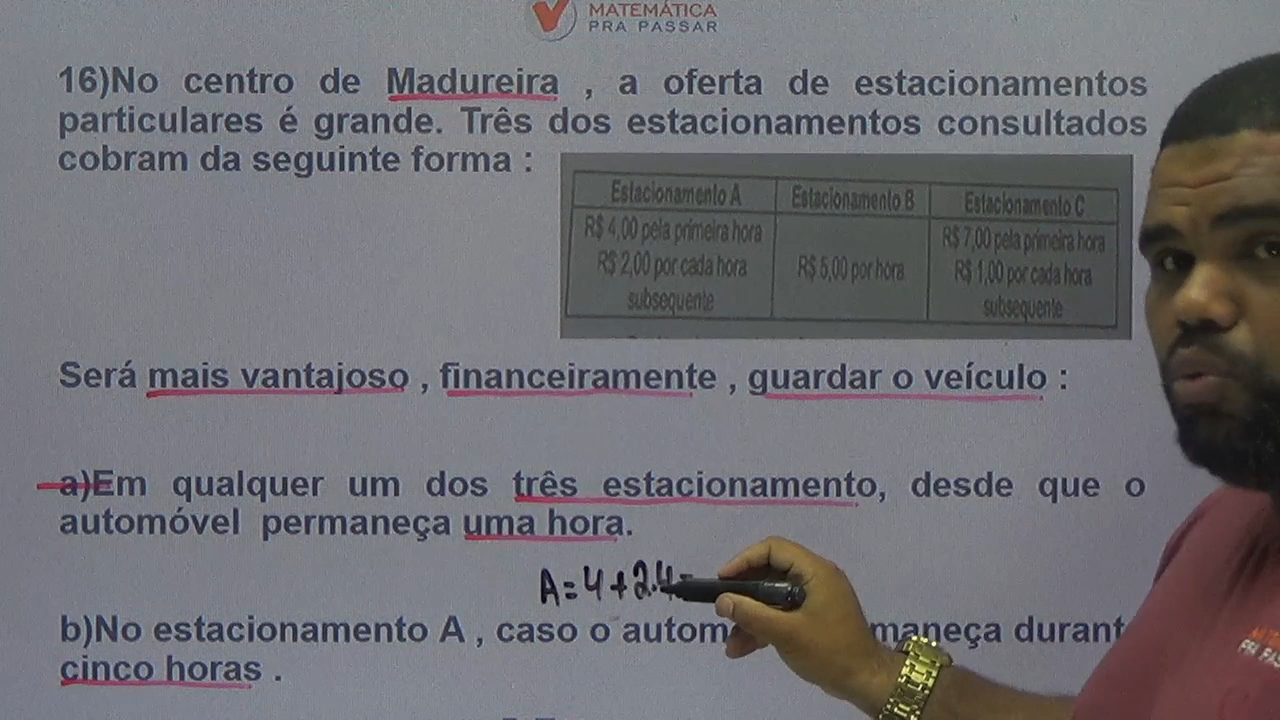 MATEMÁTICA
PRA PASSAR
16)No centro de Madureira , a oferta de estacionamentos
particulares é grande. Três dos estacionamentos consultados
cobram da seguinte forma :
Estacionamento A Estacionamento B Estacionamento C
R$ 4,00 pela primeira hora
R$ 2,00 por cada hora
subsequente
R$ 5,00 por hora
R$ 7,00 pela primeira hora
R$ 1,00 por cada hora
subsequente
Será mais vantajoso , financeiramente , guardar o veículo :
a)Em qualquer um dos três estacionamento, desde que o
automóvel permaneça uma hora.
A=4+2.4=
b)No estacionamento A , caso o autom maneça durant
cinco horas .